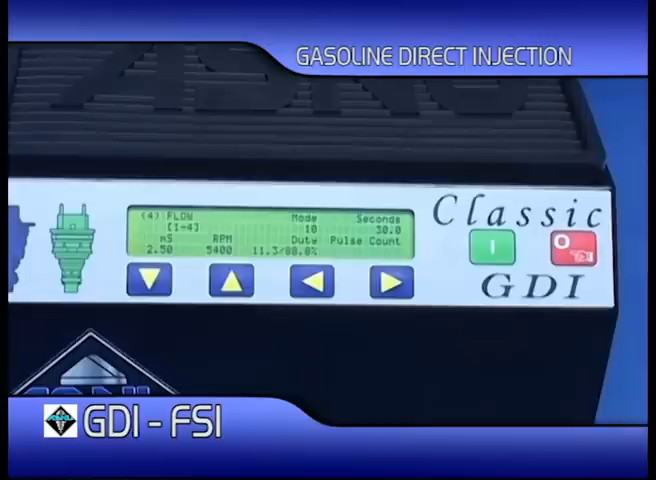 GASOLINE DIRECT INJECTION
ASNU
(4) FLOW Mode Seconds
[1-4] 10 30.0
mS RPM Duty Pulse Count
2.50 5400 11.3/88.8%
Classic
I O
GDI
GDI - FSI